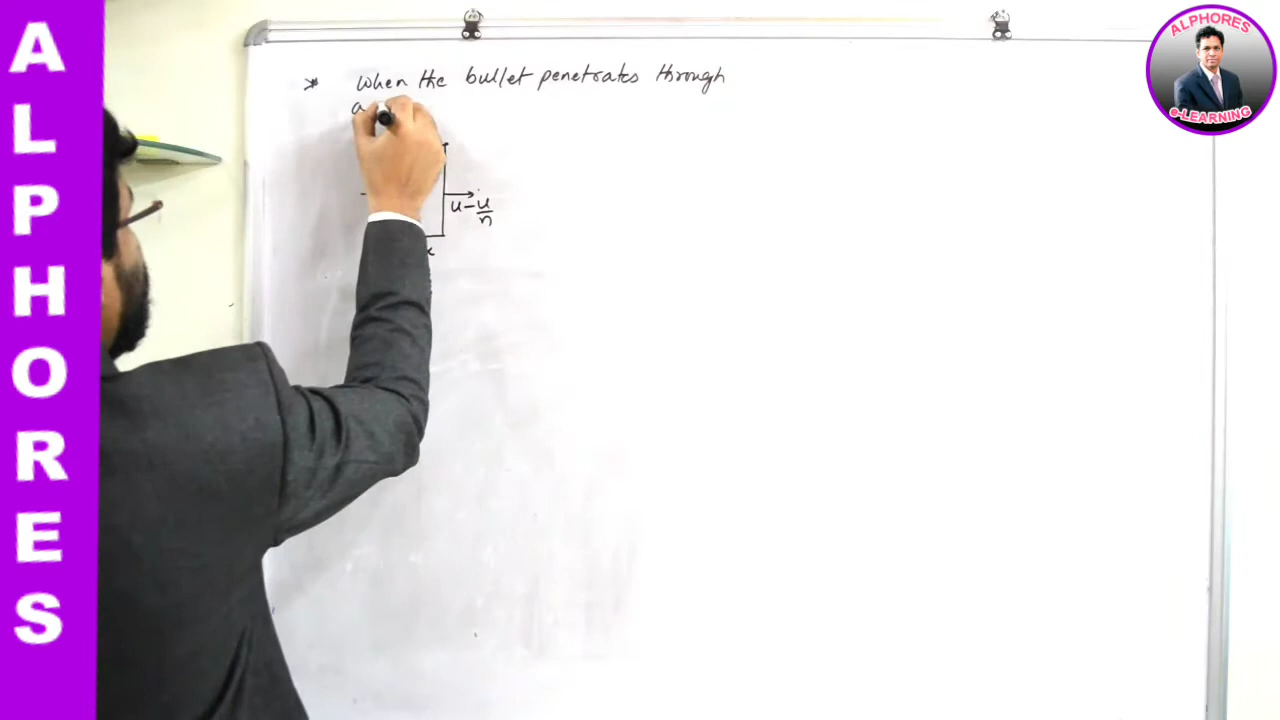 ALPHORES
ALPHORES
e-LEARNING
* When the bullet penetrates through
a
u - u/n
x